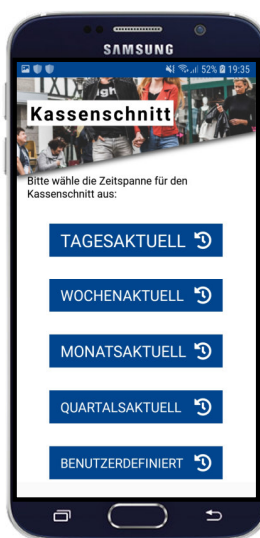 SAMSUNG
52% 19:35
Kassenschnitt
Bitte wähle die Zeitspanne für den
Kassenschnitt aus:
TAGESAKTUELL
WOCHENAKTUELL
MONATSAKTUELL
QUARTALSAKTUELL
BENUTZERDEFINIERT